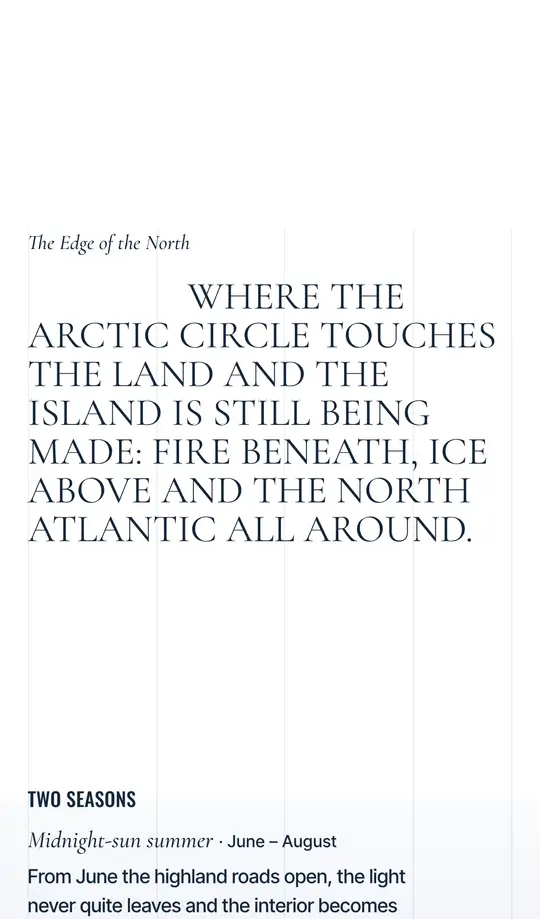 The Edge of the North
WHERE THE
ARCTIC CIRCLE TOUCHES
THE LAND AND THE
ISLAND IS STILL BEING
MADE: FIRE BENEATH, ICE
ABOVE AND THE NORTH
ATLANTIC ALL AROUND.
TWO SEASONS
Midnight-sun summer · June – August
From June the highland roads open, the light
never quite leaves and the interior becomes